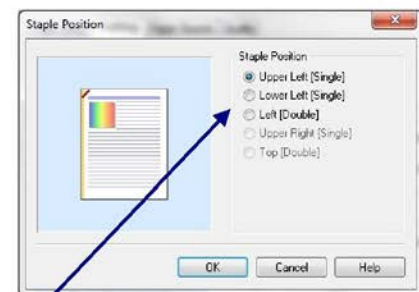 Staple Position
Staple Position
Upper Left [Single]
Lower Left [Single]
Left [Double]
Upper Right [Single]
Top [Double]
OK
Cancel
Help